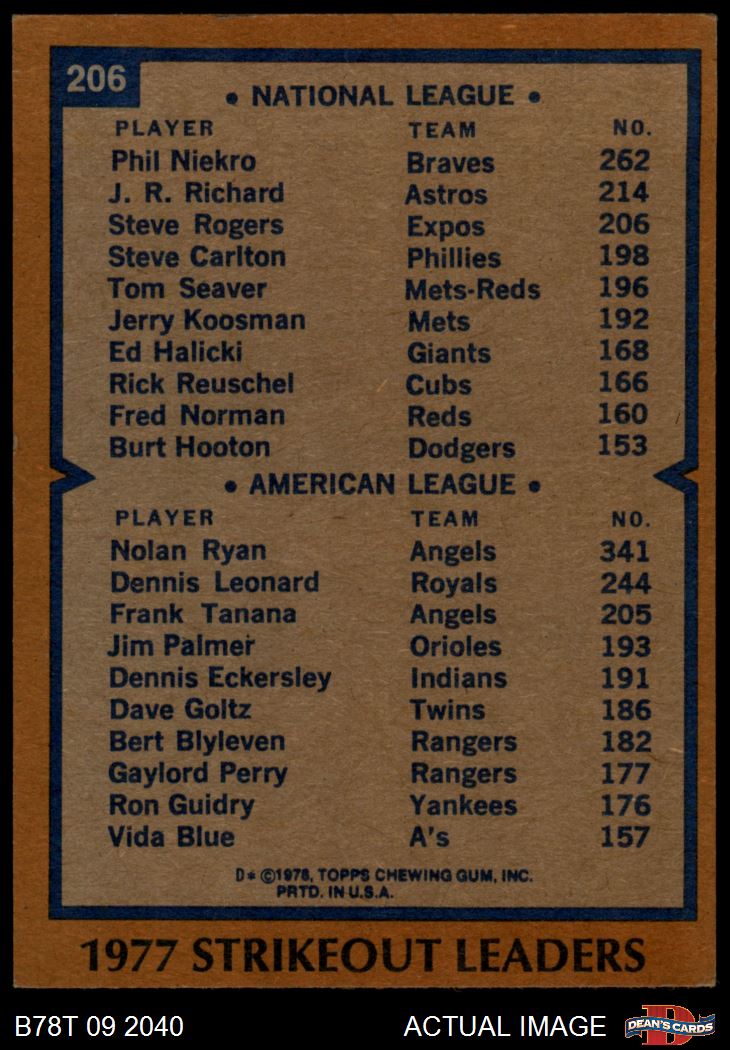 206
• NATIONAL LEAGUE •
PLAYER TEAM NO.
Phil Niekro Braves 262
J. R. Richard Astros 214
Steve Rogers Expos 206
Steve Carlton Phillies 198
Tom Seaver Mets-Reds 196
Jerry Koosman Mets 192
Ed Halicki Giants 168
Rick Reuschel Cubs 166
Fred Norman Reds 160
Burt Hooton Dodgers 153
• AMERICAN LEAGUE •
PLAYER TEAM NO.
Nolan Ryan Angels 341
Dennis Leonard Royals 244
Frank Tanana Angels 205
Jim Palmer Orioles 193
Dennis Eckersley Indians 191
Dave Goltz Twins 186
Bert Blyleven Rangers 182
Gaylord Perry Rangers 177
Ron Guidry Yankees 176
Vida Blue A's 157
D* ©1978, TOPPS CHEWING GUM, INC.
PRTD. IN U.S.A.
1977 STRIKEOUT LEADERS
B78T 09 2040 ACTUAL IMAGE D DEAN'S CARDS